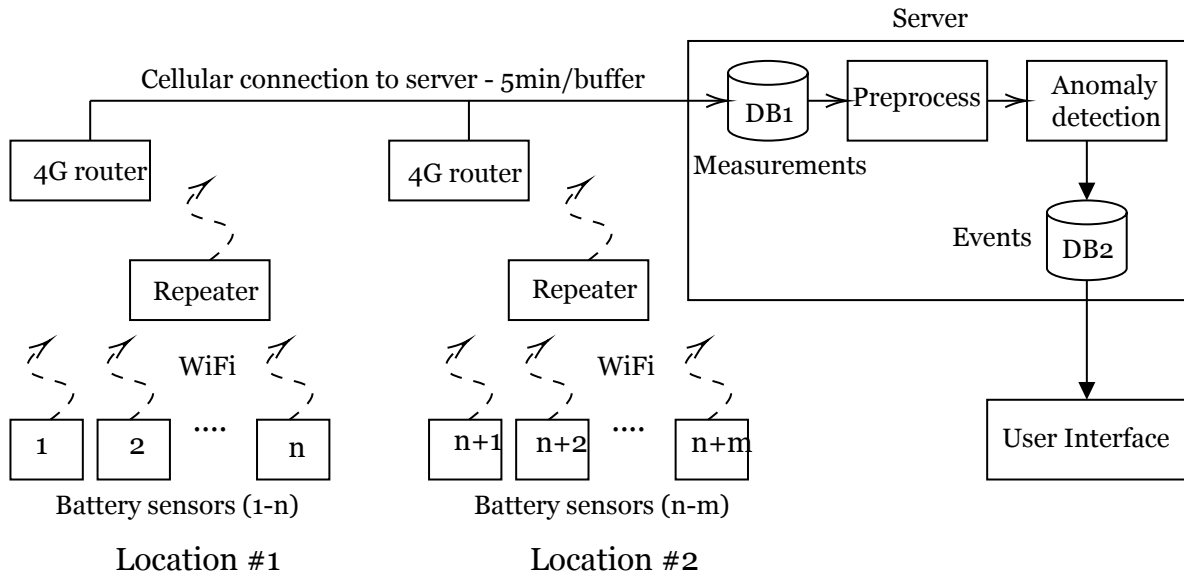 Server
Cellular connection to server - 5min/buffer
DB1
Preprocess
Anomaly
detection
Measurements
4G router
4G router
Events
DB2
Repeater
Repeater
WiFi
WiFi
1
2
....
n
n+1
n+2
....
n+m
User Interface
Battery sensors (1-n)
Battery sensors (n-m)
Location #1
Location #2